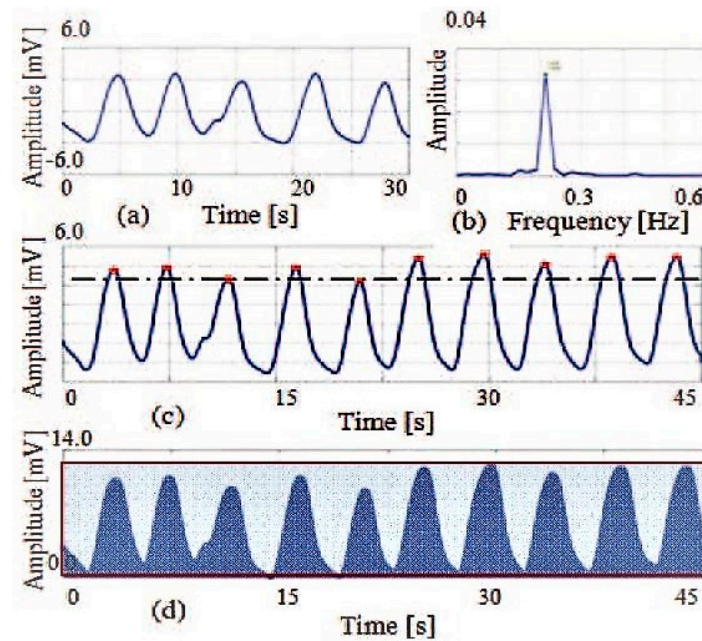 6.0
Amplitude [mV]
-6.0
0 10 20 30
(a) Time [s]
0.04
Amplitude
0 0.3 0.6
(b) Frequency [Hz]
6.0
Amplitude [mV]
0 15 30 45
(c) Time [s]
14.0
Amplitude [mV]
0.0
0 15 30 45
(d) Time [s]